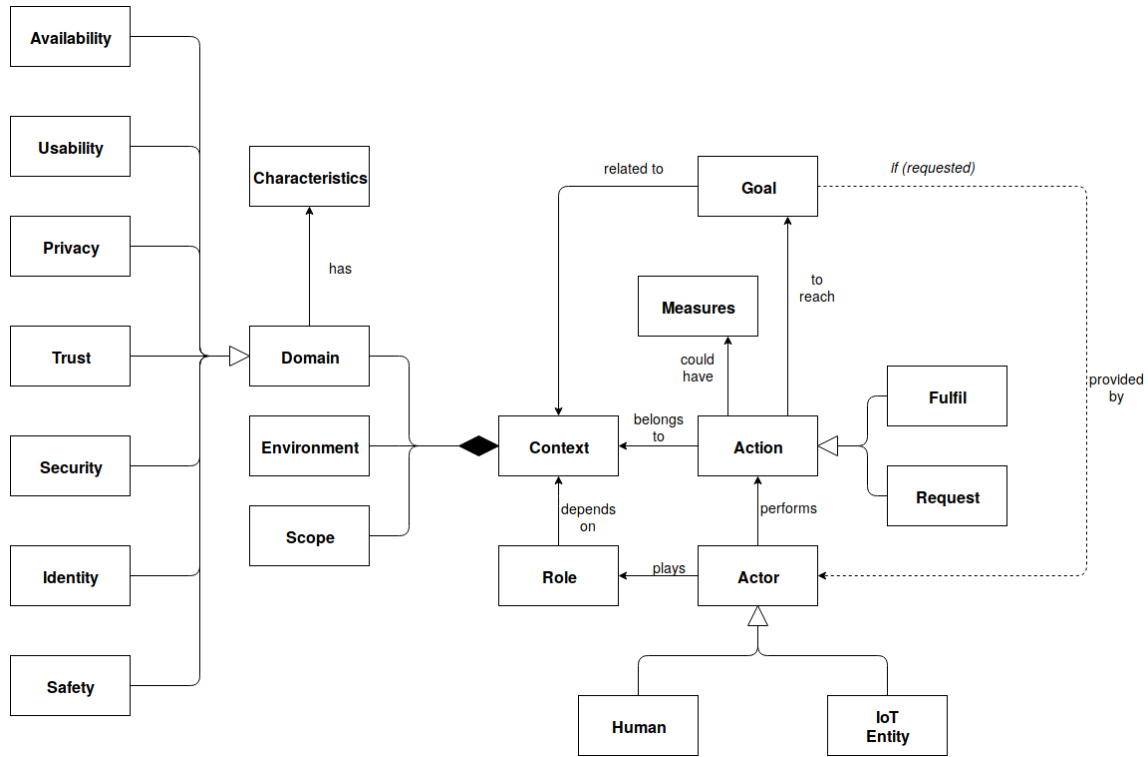 Availability
Usability
Characteristics
related to
Goal
If (requested)
Privacy
has
to
reach
Measures
Trust
Domain
could
have
provided
by
Fulfil
belongs
to
Environment
Context
Action
Security
Request
Scope
depends
on
performs
Identity
Role
plays
Actor
Safety
Human
IoT
Entity